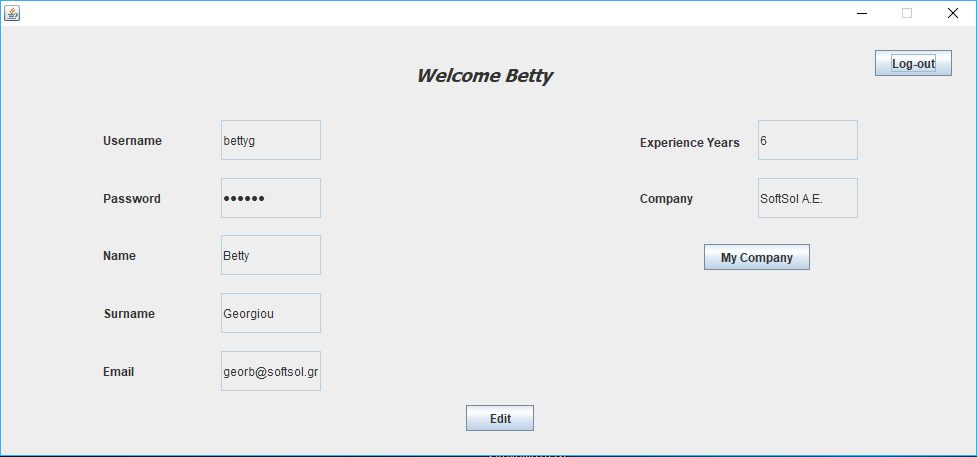 Log-out
Welcome Betty
Username bettyg
Password ••••••
Name Betty
Surname Georgiou
Email georb@softsol.gr
Experience Years 6
Company SoftSol A.E.
My Company
Edit